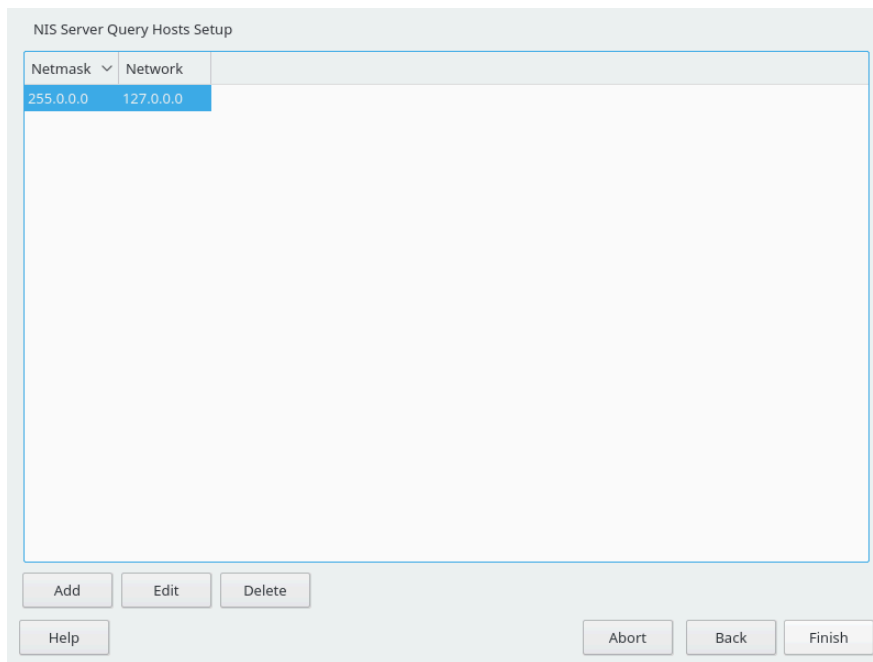 NIS Server Query Hosts Setup
Netmask Network
255.0.0.0 127.0.0.0
Add Edit Delete
Help Abort Back Finish